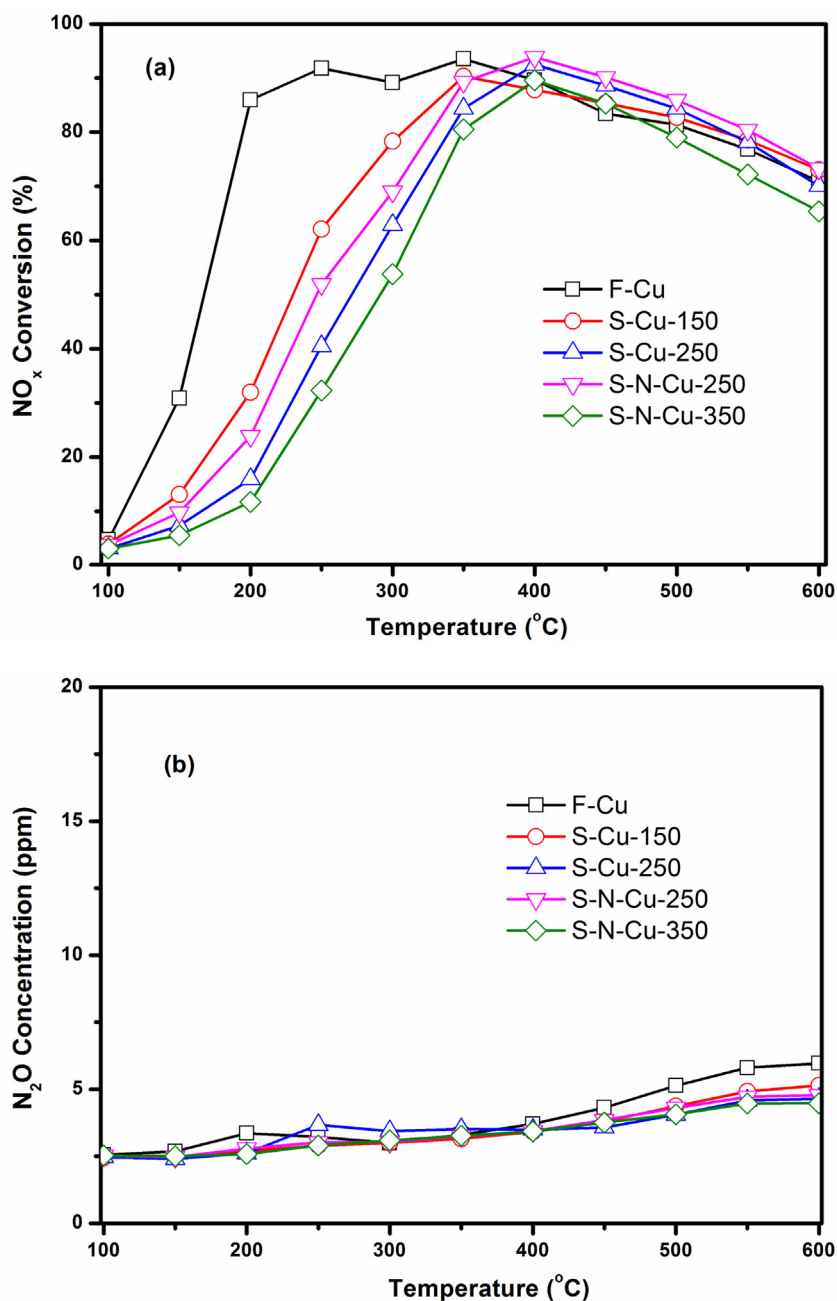 (a)
NOx Conversion (%)
100
80
60
40
20
0
F-Cu
S-Cu-150
S-Cu-250
S-N-Cu-250
S-N-Cu-350
100 200 300 400 500 600
Temperature (°C)
(b)
N2O Concentration (ppm)
20
15
10
5
0
F-Cu
S-Cu-150
S-Cu-250
S-N-Cu-250
S-N-Cu-350
100 200 300 400 500 600
Temperature (°C)